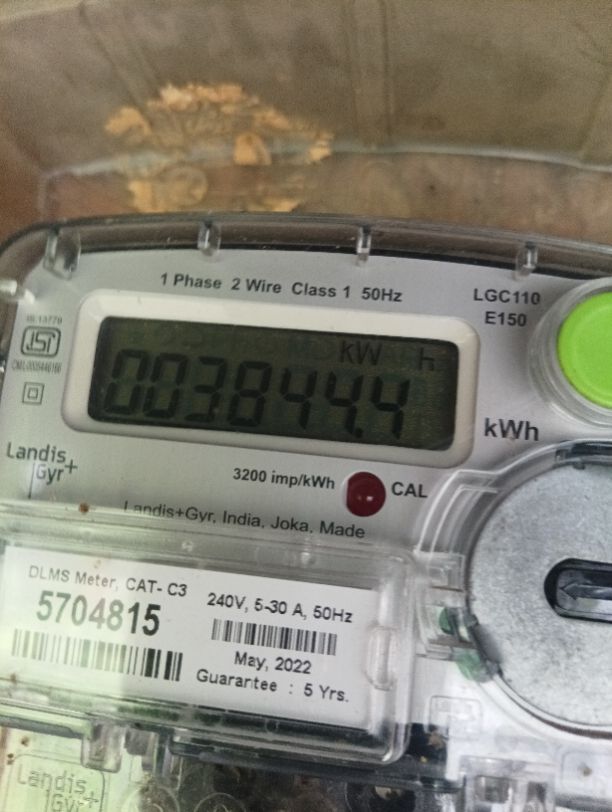 1 Phase 2 Wire Class 1 50Hz
LGC110
E150
kW h
003844.4
kWh
Landis
Gyr+
3200 imp/kWh
CAL
Landis+Gyr, India, Joka, Made
DLMS Meter, CAT- C3
5704815
240V, 5-30 A, 50Hz
May, 2022
Guarantee : 5 Yrs.
Landis+
Gyr